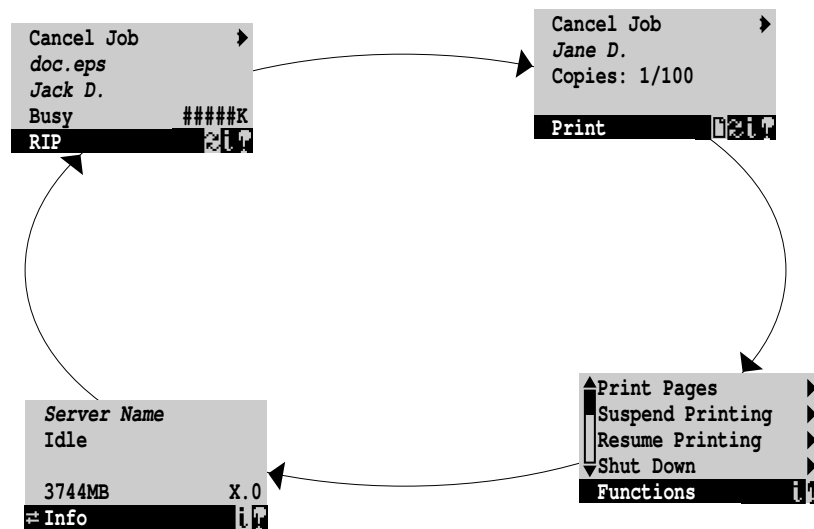 Cancel Job
doc.eps
Jack D.
Busy #####K
RIP
Cancel Job
Jane D.
Copies: 1/100
Print
Server Name
Idle
3744MB X.0
Info
Print Pages
Suspend Printing
Resume Printing
Shut Down
Functions